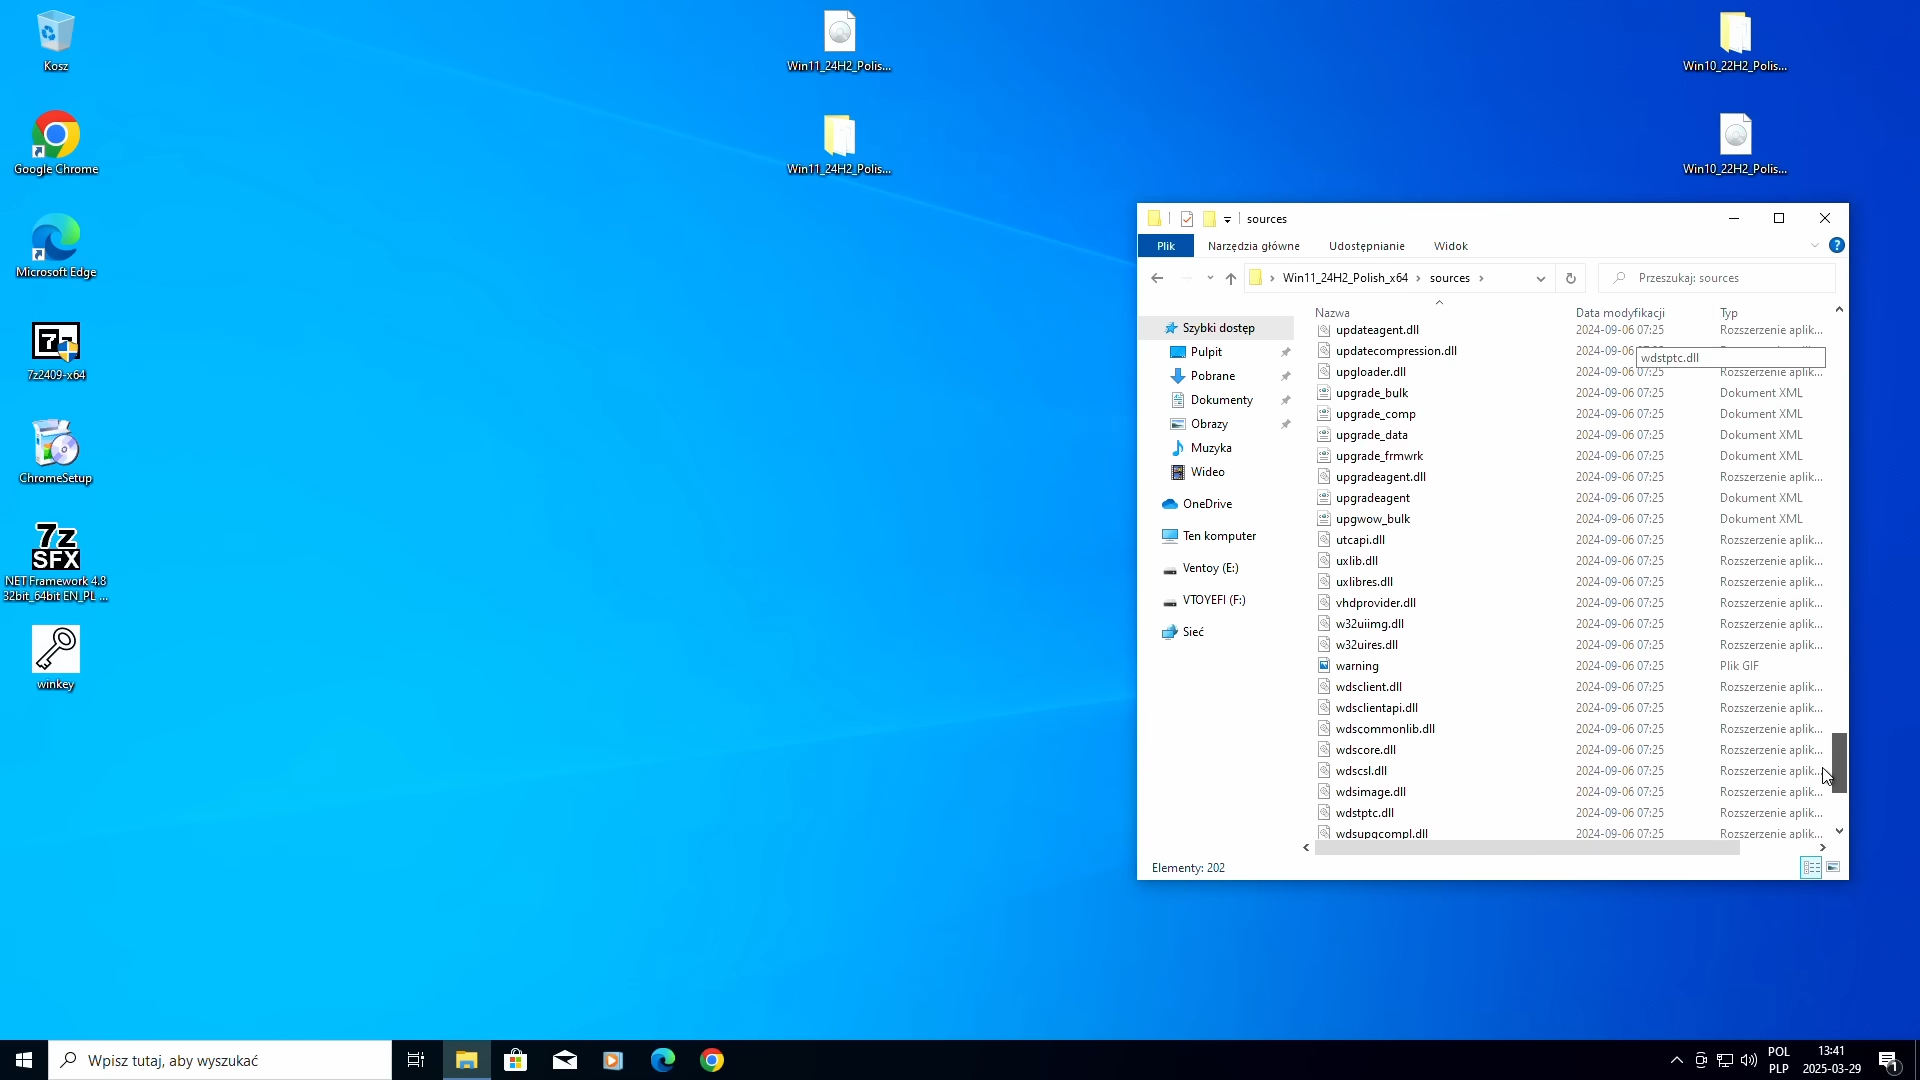 Kosz
Google Chrome
Microsoft Edge
7z2409-x64
ChromeSetup
7z
SFX
NET Framework 4.8
32bit_64bit EN_PL ...
winkey
Win11_24H2_Polis...
Win11_24H2_Polis...
Win10_22H2_Polis...
Win10_22H2_Polis...
sources
Plik Narzędzia główne Udostępnianie Widok
Win11_24H2_Polish_x64 › sources › Przeszukaj: sources
Szybki dostęp
Pulpit
Pobrane
Dokumenty
Obrazy
Muzyka
Wideo
OneDrive
Ten komputer
Ventoy (E:)
VTOYEFI (F:)
Sieć
Nazwa Data modyfikacji Typ
updateagent.dll 2024-09-06 07:25 Rozszerzenie aplik...
updatecompression.dll 2024-09-06 wdstptc.dll
upgloader.dll 2024-09-06 07:25 Rozszerzenie aplik...
upgrade_bulk 2024-09-06 07:25 Dokument XML
upgrade_comp 2024-09-06 07:25 Dokument XML
upgrade_data 2024-09-06 07:25 Dokument XML
upgrade_frmwrk 2024-09-06 07:25 Dokument XML
upgradeagent.dll 2024-09-06 07:25 Rozszerzenie aplik...
upgradeagent 2024-09-06 07:25 Dokument XML
upgwow_bulk 2024-09-06 07:25 Dokument XML
utcapi.dll 2024-09-06 07:25 Rozszerzenie aplik...
uxlib.dll 2024-09-06 07:25 Rozszerzenie aplik...
uxlibres.dll 2024-09-06 07:25 Rozszerzenie aplik...
vhdprovider.dll 2024-09-06 07:25 Rozszerzenie aplik...
w32uiimg.dll 2024-09-06 07:25 Rozszerzenie aplik...
w32uires.dll 2024-09-06 07:25 Rozszerzenie aplik...
warning 2024-09-06 07:25 Plik GIF
wdsclient.dll 2024-09-06 07:25 Rozszerzenie aplik...
wdsclientapi.dll 2024-09-06 07:25 Rozszerzenie aplik...
wdscommonlib.dll 2024-09-06 07:25 Rozszerzenie aplik...
wdscore.dll 2024-09-06 07:25 Rozszerzenie aplik...
wdscsl.dll 2024-09-06 07:25 Rozszerzenie aplik...
wdsimage.dll 2024-09-06 07:25 Rozszerzenie aplik...
wdstptc.dll 2024-09-06 07:25 Rozszerzenie aplik...
wdsupgcompl.dll 2024-09-06 07:25 Rozszerzenie aplik...
Elementy: 202
Wpisz tutaj, aby wyszukać
POL
PLP
13:41
2025-03-29
1